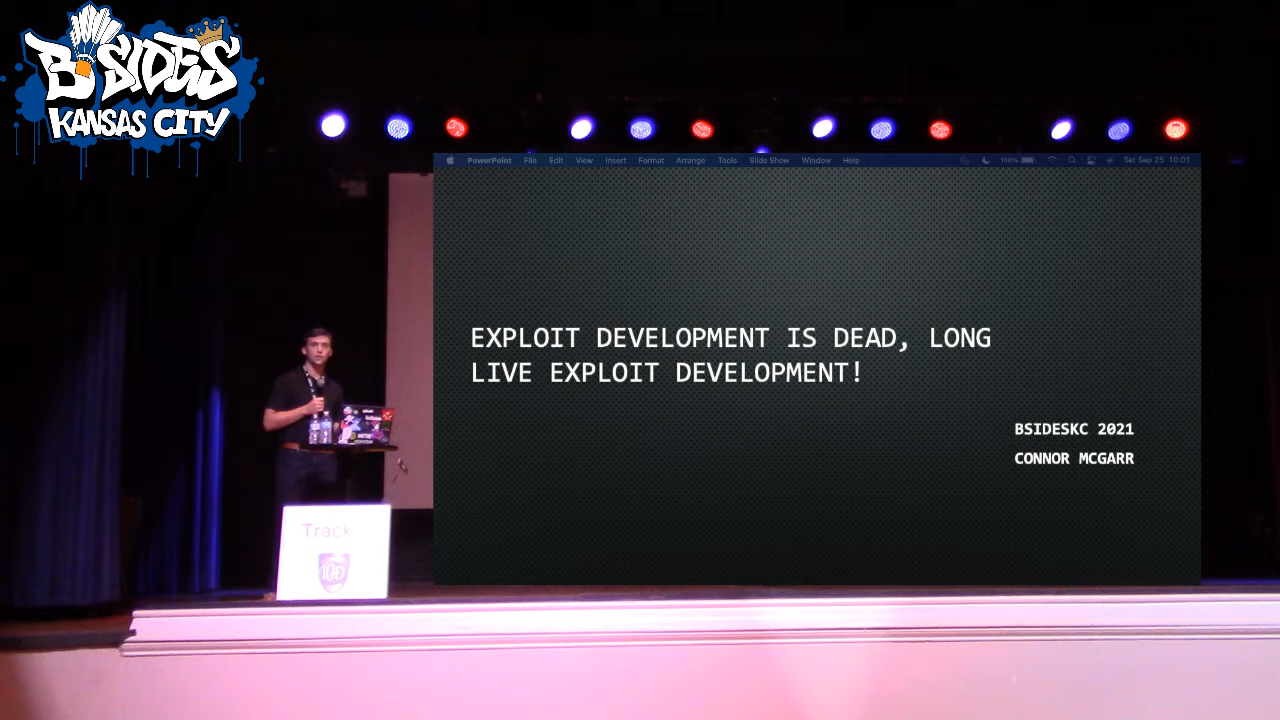 BSIDES
KANSAS CITY
PowerPoint File Edit View Insert Format Arrange Tools Slide Show Window Help 100% Sat Sep 25 10:01
EXPLOIT DEVELOPMENT IS DEAD, LONG
LIVE EXPLOIT DEVELOPMENT!
BSIDESKC 2021
CONNOR MCGARR
Track